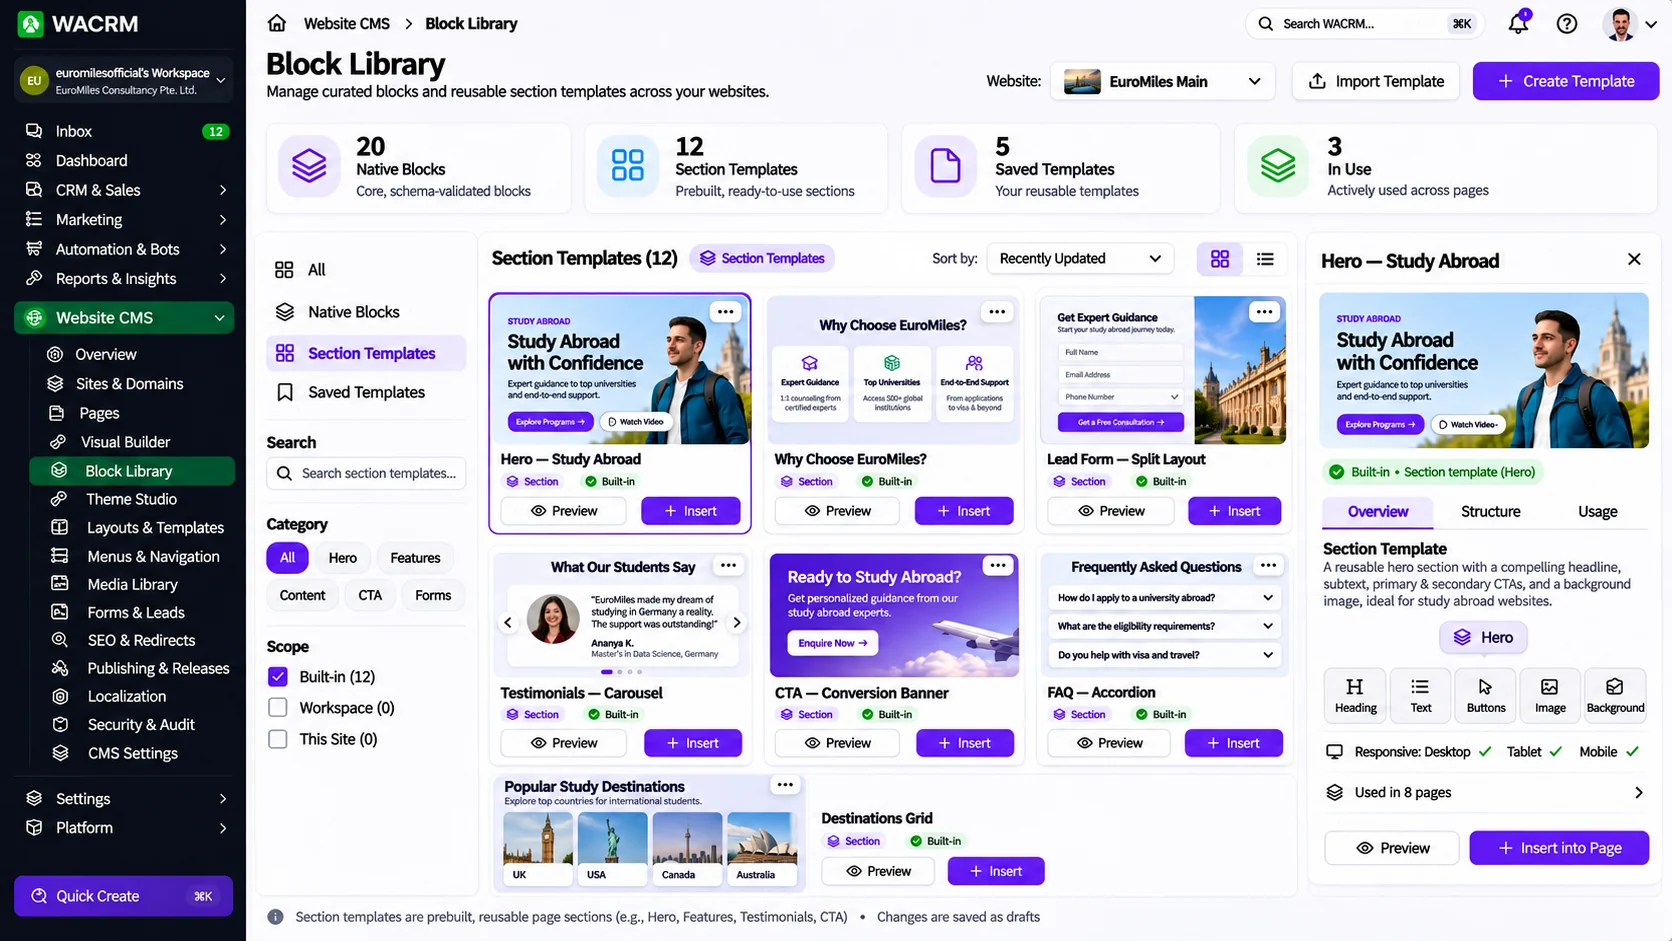 WACRM
EU
euromilesofficial's Workspace
EuroMiles Consultancy Pte. Ltd.
Inbox
12
Dashboard
CRM & Sales
Marketing
Automation & Bots
Reports & Insights
Website CMS
Overview
Sites & Domains
Pages
Visual Builder
Block Library
Theme Studio
Layouts & Templates
Menus & Navigation
Media Library
Forms & Leads
SEO & Redirects
Publishing & Releases
Localization
Security & Audit
CMS Settings
Settings
Platform
Quick Create ⌘K
Website CMS > Block Library
Search WACRM... ⌘K
Block Library
Manage curated blocks and reusable section templates across your websites.
Website: EuroMiles Main
Import Template
+ Create Template
20
Native Blocks
Core, schema-validated blocks
12
Section Templates
Prebuilt, ready-to-use sections
5
Saved Templates
Your reusable templates
3
In Use
Actively used across pages
All
Native Blocks
Section Templates
Saved Templates
Search
Search section templates...
Category
All Hero Features
Content CTA Forms
Scope
Built-in (12)
Workspace (0)
This Site (0)
Section Templates (12) Section Templates
Sort by: Recently Updated
STUDY ABROAD
Study Abroad
with Confidence
Expert guidance to top universities
and end-to-end support.
Explore Programs → Watch Video
Hero — Study Abroad
Section Built-in
Preview + Insert
Why Choose EuroMiles?
Expert Guidance
1:1 counseling from
certified experts
Top Universities
Access 500+ global
institutions
End-to-End Support
From applications
to visa & beyond
Why Choose EuroMiles?
Section Built-in
Preview + Insert
Get Expert Guidance
Start your study abroad journey today.
Full Name
Email Address
Phone Number
Get a Free Consultation →
Lead Form — Split Layout
Section Built-in
Preview + Insert
What Our Students Say
"EuroMiles made my dream of
studying in Germany a reality.
The support was outstanding!"
Ananya K.
Master's in Data Science, Germany
Testimonials — Carousel
Section Built-in
Preview + Insert
Ready to Study Abroad?
Get personalized guidance from our
study abroad experts.
Enquire Now →
CTA — Conversion Banner
Section Built-in
Preview + Insert
Frequently Asked Questions
How do I apply to a university abroad?
What are the eligibility requirements?
Do you help with visa and travel?
FAQ — Accordion
Section Built-in
Preview + Insert
Popular Study Destinations
Explore top countries for international students.
UK USA Canada Australia
Destinations Grid
Section Built-in
Preview + Insert
Section templates are prebuilt, reusable page sections (e.g., Hero, Features, Testimonials, CTA) • Changes are saved as drafts
Hero — Study Abroad
STUDY ABROAD
Study Abroad
with Confidence
Expert guidance to top universities
and end-to-end support.
Explore Programs → Watch Video
Built-in • Section template (Hero)
Overview Structure Usage
Section Template
A reusable hero section with a compelling headline,
subtext, primary & secondary CTAs, and a background
image, ideal for study abroad websites.
Hero
Heading Text Buttons Image Background
Responsive: Desktop ✓ Tablet ✓ Mobile ✓
Used in 8 pages
Preview + Insert into Page